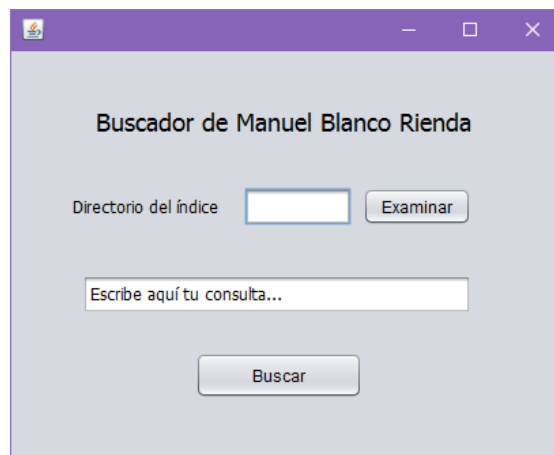 Buscador de Manuel Blanco Rienda
Directorio del índice Examinar
Escribe aquí tu consulta...
Buscar